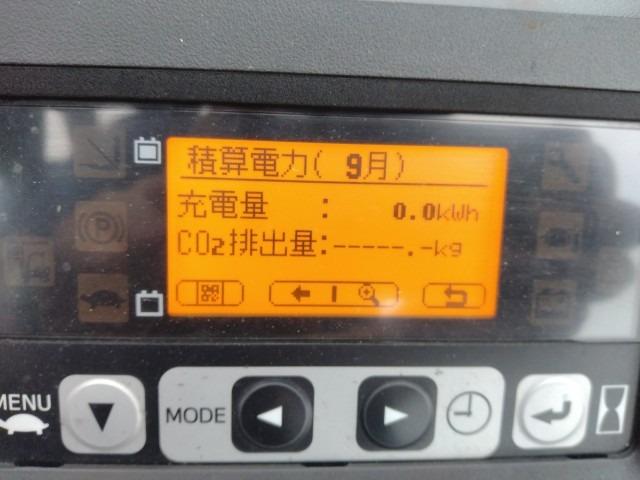 積算電力( 9月)
充電量 : 0.0kWh
CO2排出量:-----.-kg
MENU
MODE